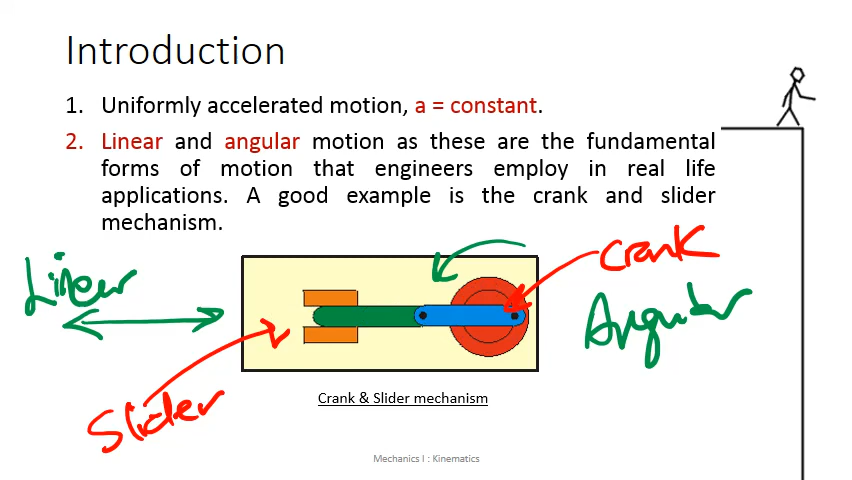 Introduction
1. Uniformly accelerated motion, a = constant.
2. Linear and angular motion as these are the fundamental
forms of motion that engineers employ in real life
applications. A good example is the crank and slider
mechanism.
Crank
Linear
Angular
Slider
Crank & Slider mechanism
Mechanics I : Kinematics